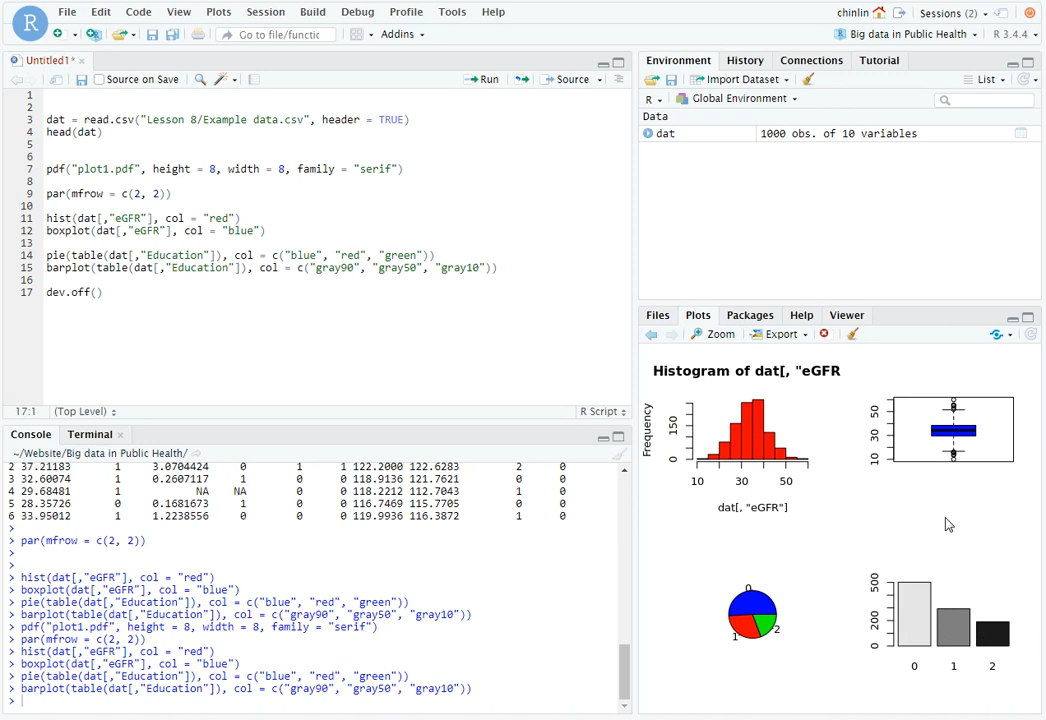 File Edit Code View Plots Session Build Debug Profile Tools Help
chinlin Sessions (2)
Go to file/functic Addins
Big data in Public Health R 3.4.4
Untitled1* ×
Source on Save Run Source
1
2
3 dat = read.csv("Lesson 8/Example data.csv", header = TRUE)
4 head(dat)
5
6
7 pdf("plot1.pdf", height = 8, width = 8, family = "serif")
8
9 par(mfrow = c(2, 2))
10
11 hist(dat[,"eGFR"], col = "red")
12 boxplot(dat[,"eGFR"], col = "blue")
13
14 pie(table(dat[,"Education"]), col = c("blue", "red", "green"))
15 barplot(table(dat[,"Education"]), col = c("gray90", "gray50", "gray10"))
16
17 dev.off()
17:1 (Top Level) R Script
Console Terminal ×
~/Website/Big data in Public Health/
2 37.21183 1 3.0704424 0 1 1 122.2000 122.6283 2 0
3 32.60074 1 0.2607117 1 0 0 118.9136 121.7621 0 0
4 29.68481 1 NA NA 0 0 118.2212 112.7043 1 0
5 28.35726 0 0.1681673 1 0 0 116.7469 115.7705 0 0
6 33.95012 1 1.2238556 0 0 0 119.9936 116.3872 1 0
>
> par(mfrow = c(2, 2))
>
>
> hist(dat[,"eGFR"], col = "red")
> boxplot(dat[,"eGFR"], col = "blue")
> pie(table(dat[,"Education"]), col = c("blue", "red", "green"))
> barplot(table(dat[,"Education"]), col = c("gray90", "gray50", "gray10"))
> pdf("plot1.pdf", height = 8, width = 8, family = "serif")
> par(mfrow = c(2, 2))
> hist(dat[,"eGFR"], col = "red")
> boxplot(dat[,"eGFR"], col = "blue")
> pie(table(dat[,"Education"]), col = c("blue", "red", "green"))
> barplot(table(dat[,"Education"]), col = c("gray90", "gray50", "gray10"))
>
Environment History Connections Tutorial
Import Dataset List
R Global Environment
Data
dat 1000 obs. of 10 variables
Files Plots Packages Help Viewer
Zoom Export
Histogram of dat[, "eGFR
Frequency
150
0
10 30 50
dat[, "eGFR"]
50
30
10
0
1
2
500
200
0
0 1 2